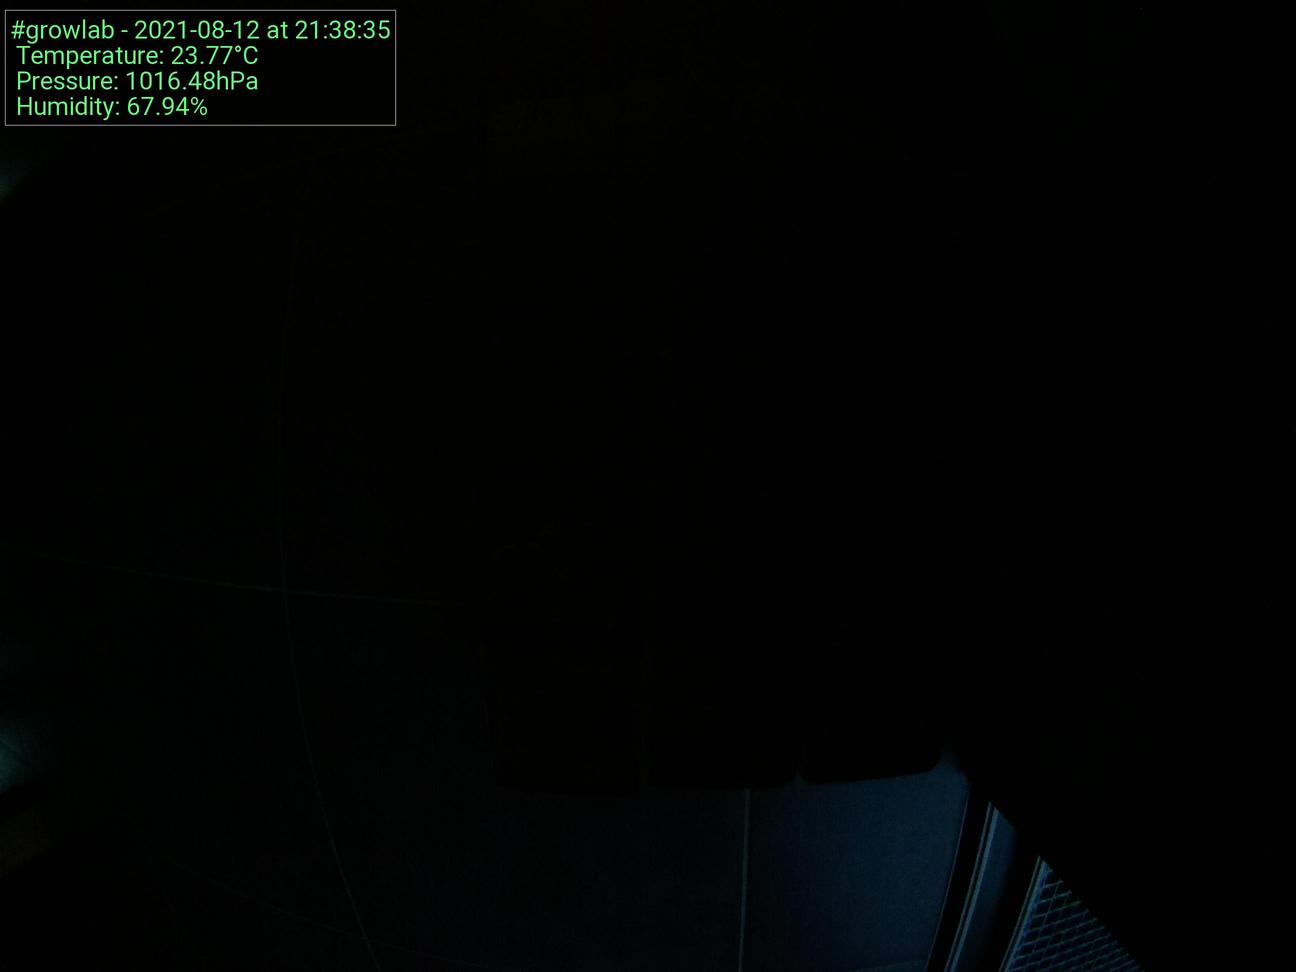 #growlab - 2021-08-12 at 21:38:35
Temperature: 23.77°C
Pressure: 1016.48hPa
Humidity: 67.94%